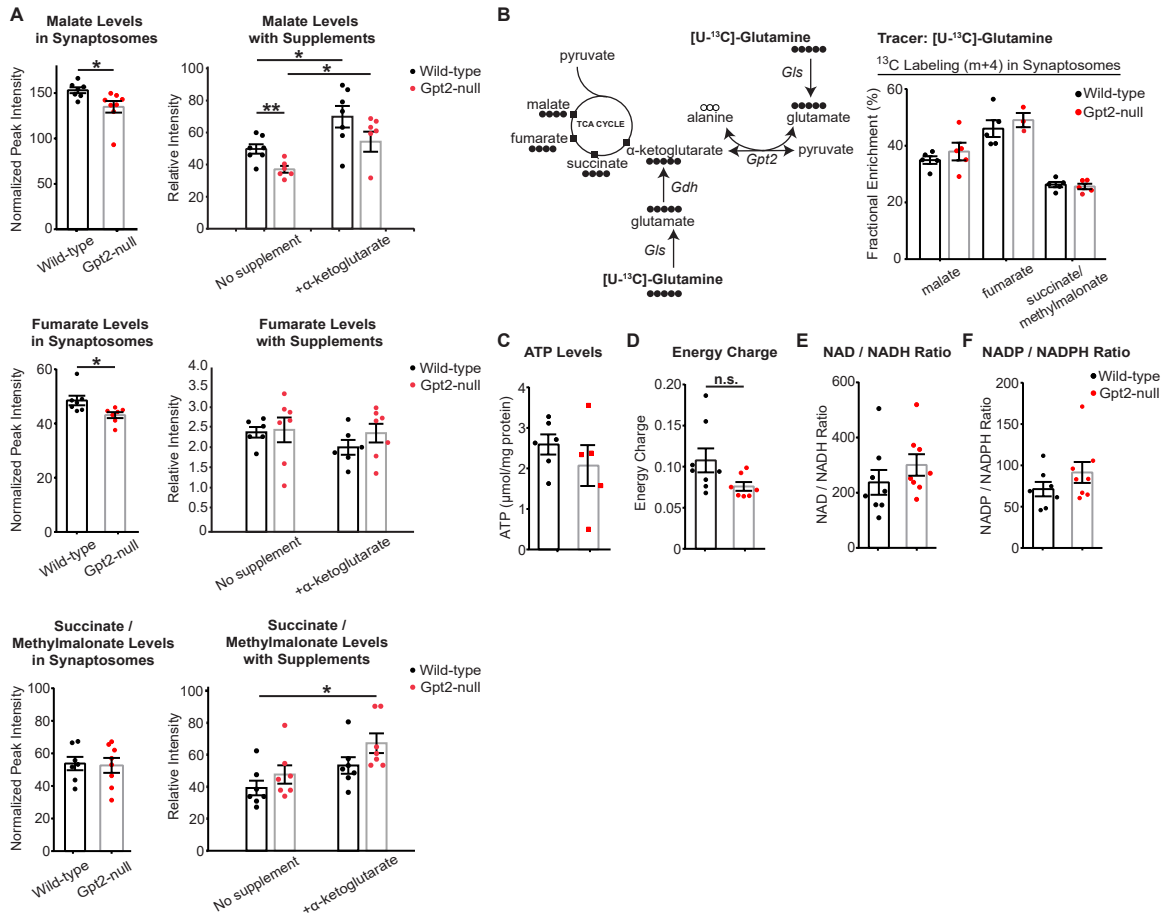 A
Malate Levels
in Synaptosomes
Normalized Peak Intensity
150
100
50
0
*
Wild-type
Gpt2-null
Malate Levels
with Supplements
Relative Intensity
100
80
60
40
20
0
*
*
**
No supplement
+α-ketoglutarate
Wild-type
Gpt2-null
B
[U-¹³C]-Glutamine
pyruvate
Gls
malate
TCA CYCLE
alanine
glutamate
fumarate
α-ketoglutarate
Gpt2
pyruvate
succinate
Gdh
glutamate
Gls
[U-¹³C]-Glutamine
Tracer: [U-¹³C]-Glutamine
¹³C Labeling (m+4) in Synaptosomes
Fractional Enrichment (%)
60
40
20
0
Wild-type
Gpt2-null
malate
fumarate
succinate/
methylmalonate
Fumarate Levels
in Synaptosomes
Normalized Peak Intensity
60
40
20
0
*
Wild-type
Gpt2-null
Fumarate Levels
with Supplements
Relative Intensity
4.0
3.5
3.0
2.5
2.0
1.5
1.0
0.5
0.0
No supplement
+α-ketoglutarate
Wild-type
Gpt2-null
C
ATP Levels
ATP (μmol/mg protein)
4
3
2
1
0
D
Energy Charge
Energy Charge
0.20
0.15
0.10
0.05
0.00
n.s.
E
NAD / NADH Ratio
NAD / NADH Ratio
600
400
200
0
F
NADP / NADPH Ratio
NADP / NADPH Ratio
200
150
100
50
0
Wild-type
Gpt2-null
Succinate /
Methylmalonate Levels
in Synaptosomes
Normalized Peak Intensity
100
80
60
40
20
0
Wild-type
Gpt2-null
Succinate /
Methylmalonate Levels
with Supplements
Relative Intensity
100
80
60
40
20
0
*
No supplement
+α-ketoglutarate
Wild-type
Gpt2-null